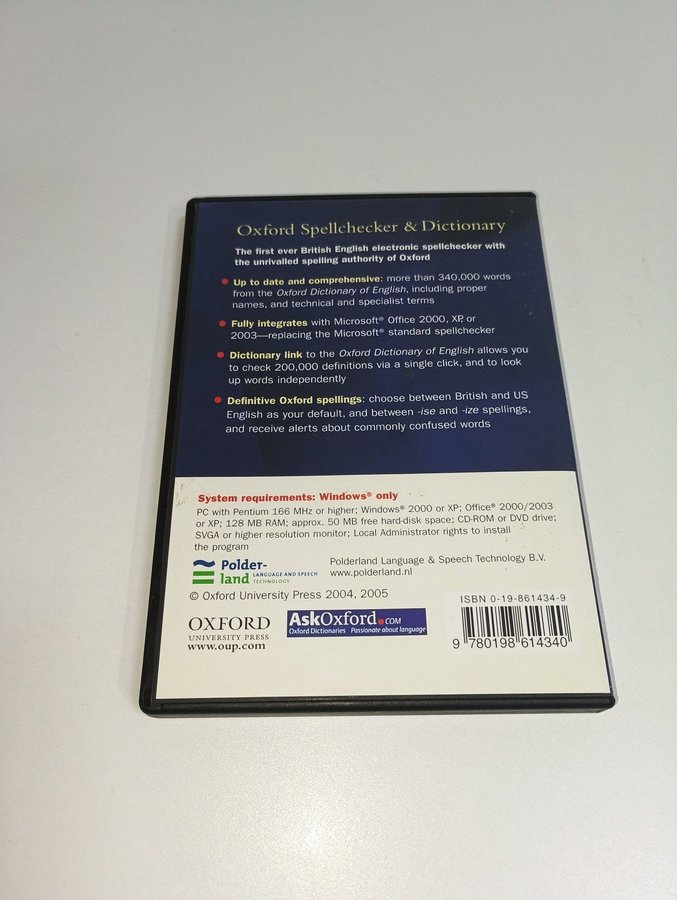 Oxford Spellchecker & Dictionary
The first ever British English electronic spellchecker with
the unrivalled spelling authority of Oxford
• Up to date and comprehensive: more than 340,000 words
from the Oxford Dictionary of English, including proper
names, and technical and specialist terms
• Fully integrates with Microsoft® Office 2000, XP, or
2003—replacing the Microsoft® standard spellchecker
• Dictionary link to the Oxford Dictionary of English allows you
to check 200,000 definitions via a single click, and to look
up words independently
• Definitive Oxford spellings: choose between British and US
English as your default, and between -ise and -ize spellings,
and receive alerts about commonly confused words
System requirements: Windows® only
PC with Pentium 166 MHz or higher; Windows® 2000 or XP; Office® 2000/2003
or XP; 128 MB RAM; approx. 50 MB free hard-disk space; CD-ROM or DVD drive;
SVGA or higher resolution monitor; Local Administrator rights to install
the program
Polder-
land LANGUAGE AND SPEECH
TECHNOLOGY
Polderland Language & Speech Technology B.V.
www.polderland.nl
© Oxford University Press 2004, 2005
OXFORD
UNIVERSITY PRESS
www.oup.com
AskOxford.COM
Oxford Dictionaries Passionate about language
ISBN 0-19-861434-9
9 780198 614340